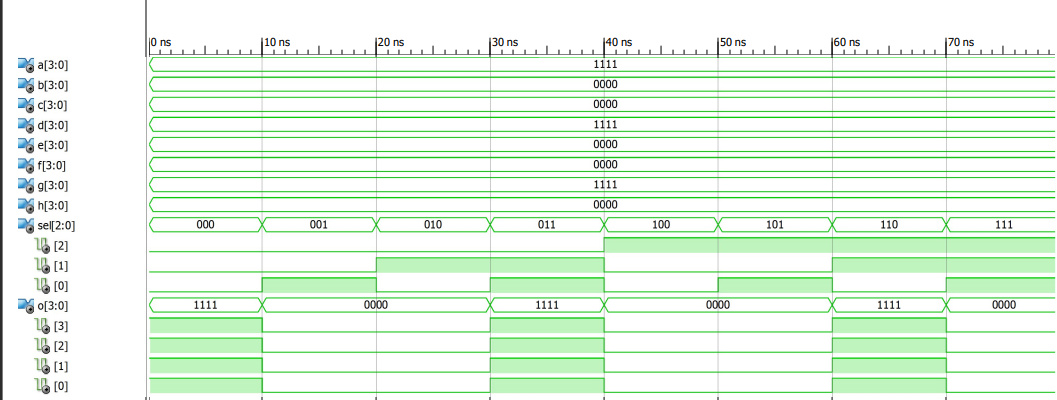 0 ns 10 ns 20 ns 30 ns 40 ns 50 ns 60 ns 70 ns
a[3:0] 1111
b[3:0] 0000
c[3:0] 0000
d[3:0] 1111
e[3:0] 0000
f[3:0] 0000
g[3:0] 1111
h[3:0] 0000
sel[2:0] 000 001 010 011 100 101 110 111
[2]
[1]
[0]
o[3:0] 1111 0000 1111 0000 1111 0000
[3]
[2]
[1]
[0]